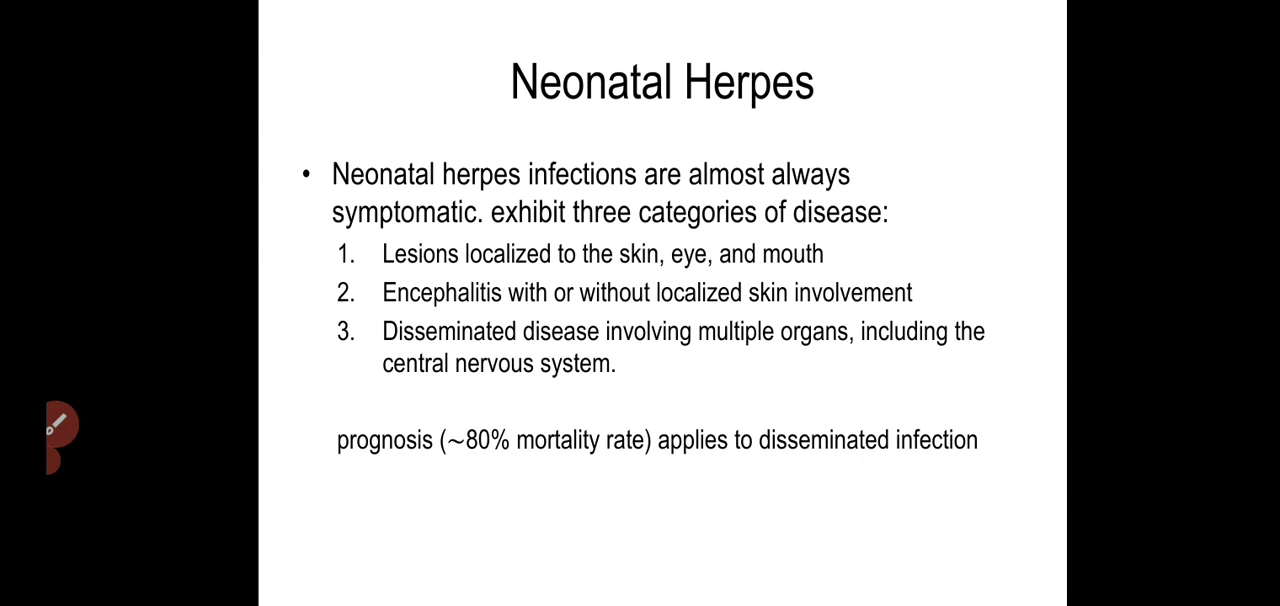 Neonatal Herpes
• Neonatal herpes infections are almost always
symptomatic. exhibit three categories of disease:
1. Lesions localized to the skin, eye, and mouth
2. Encephalitis with or without localized skin involvement
3. Disseminated disease involving multiple organs, including the
central nervous system.
prognosis (~80% mortality rate) applies to disseminated infection